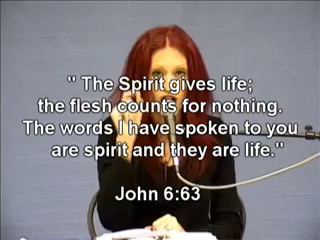 " The Spirit gives life;
the flesh counts for nothing.
The words I have spoken to you
are spirit and they are life."
John 6:63